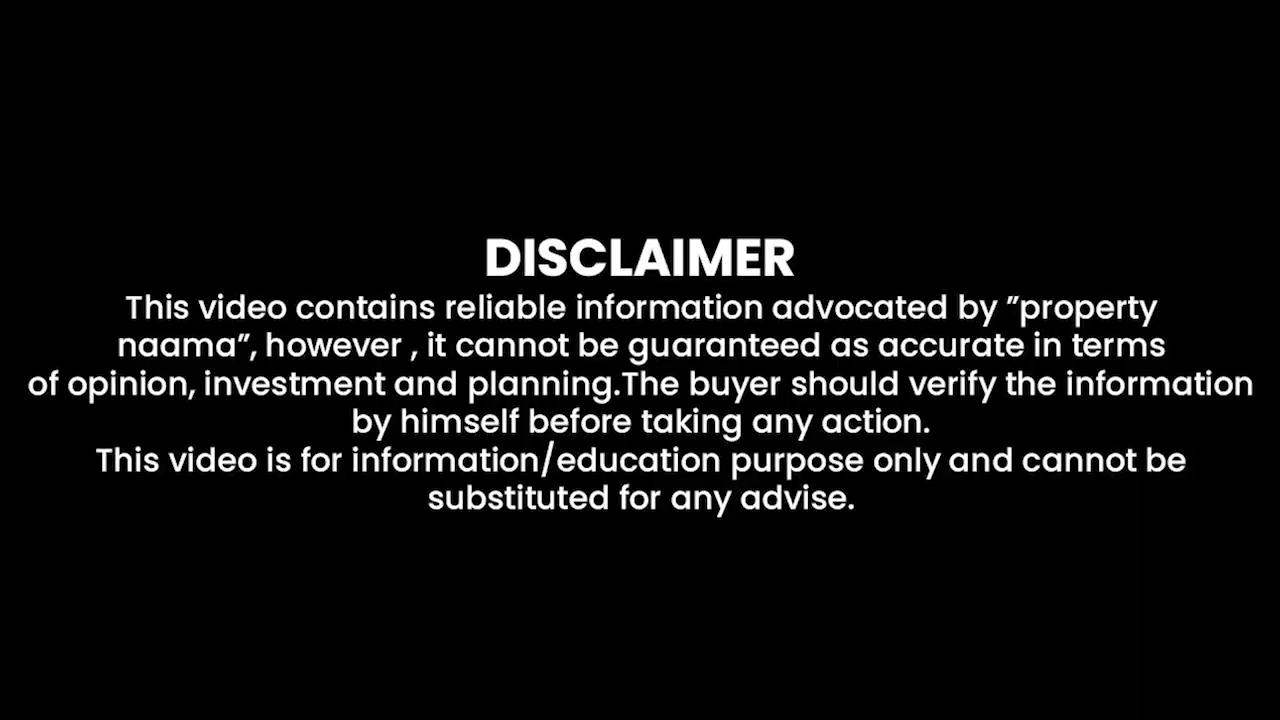 DISCLAIMER
This video contains reliable information advocated by ”property
naama”, however , it cannot be guaranteed as accurate in terms
of opinion, investment and planning.The buyer should verify the information
by himself before taking any action.
This video is for information/education purpose only and cannot be
substituted for any advise.